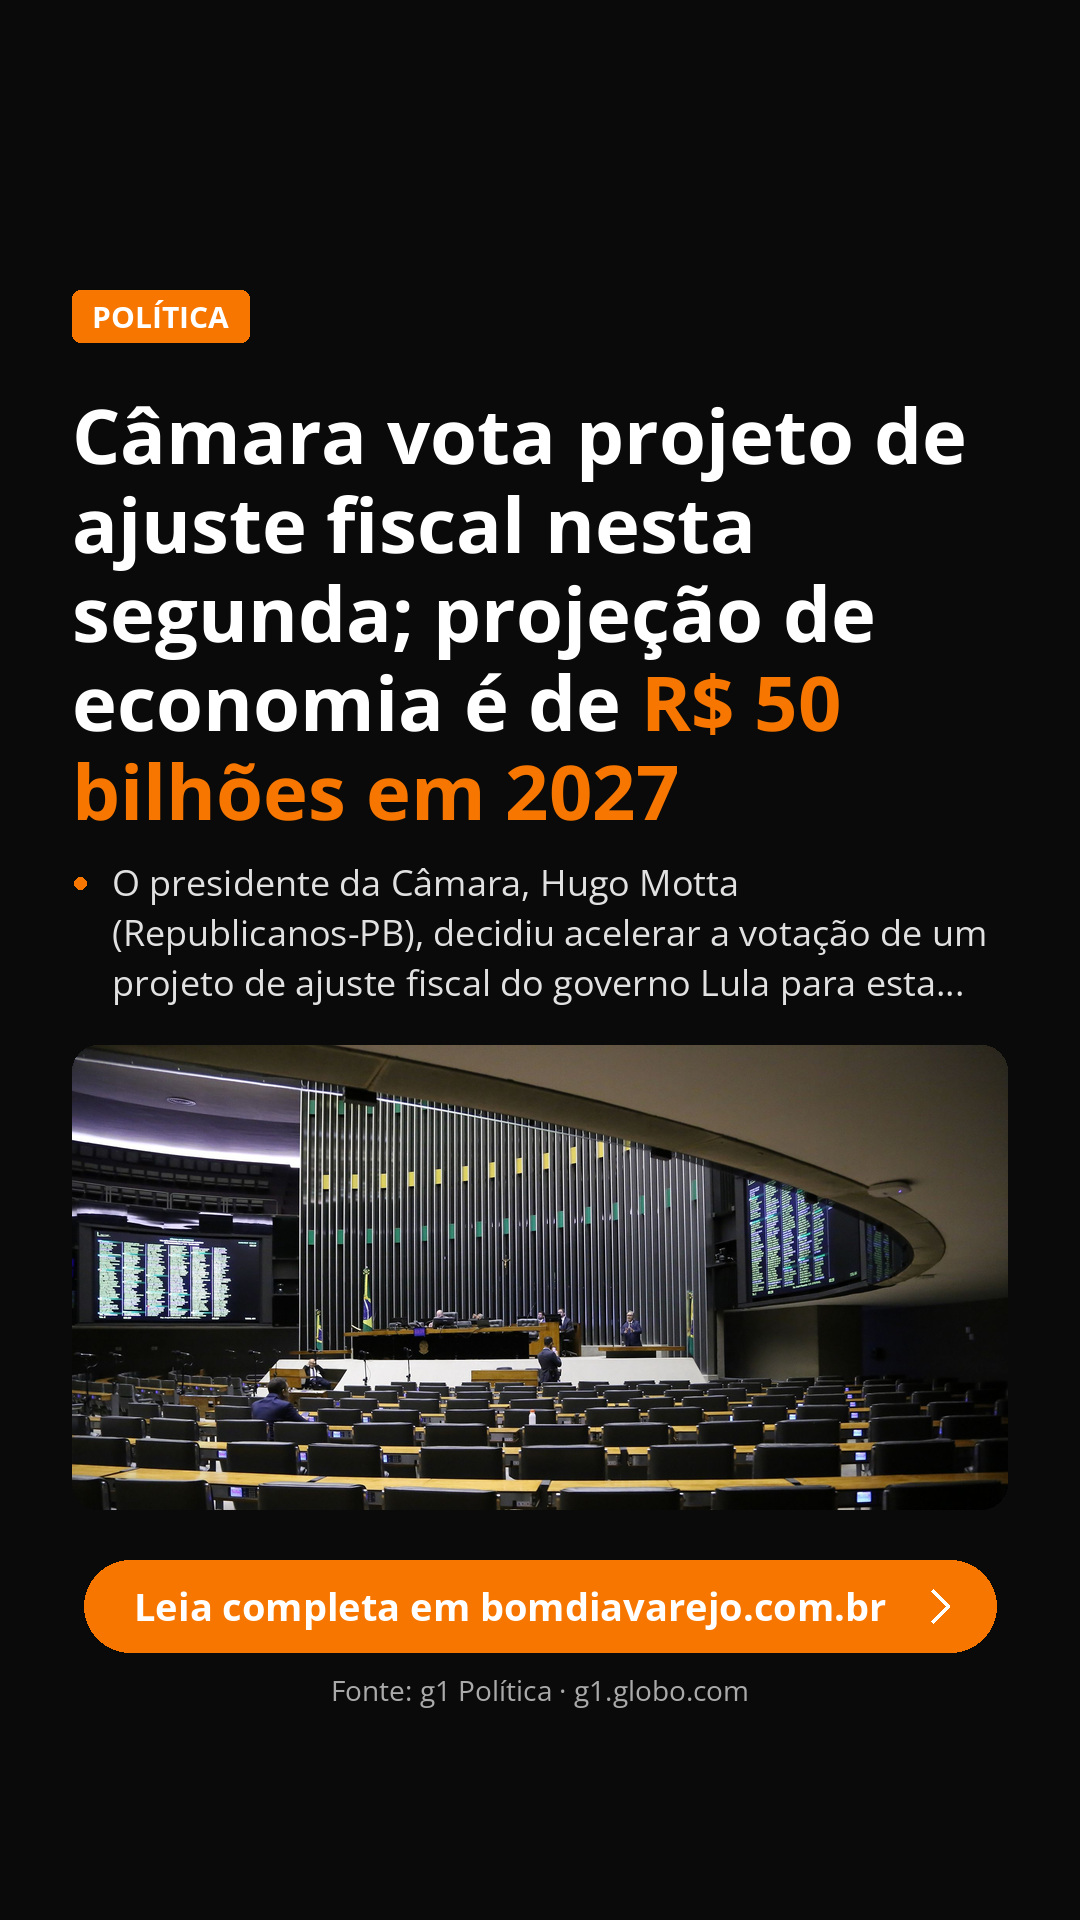 POLÍTICA
Câmara vota projeto de
ajuste fiscal nesta
segunda; projeção de
economia é de R$ 50
bilhões em 2027
O presidente da Câmara, Hugo Motta
(Republicanos-PB), decidiu acelerar a votação de um
projeto de ajuste fiscal do governo Lula para esta...
Leia completa em bomdiavarejo.com.br
Fonte: g1 Política · g1.globo.com